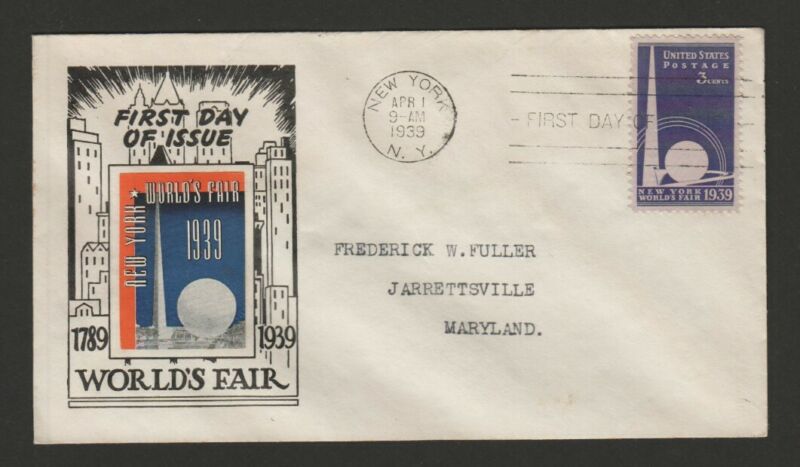 FIRST DAY
OF ISSUE
NEW YORK
WORLD'S FAIR
1939
1789 1939
WORLD'S FAIR
NEW YORK
APR 1
9-AM
1939
N. Y.
FIRST DAY OF
UNITED STATES
POSTAGE
3 CENTS
NEW YORK
WORLD'S FAIR 1939
FREDERICK W. FULLER
JARRETTSVILLE
MARYLAND.